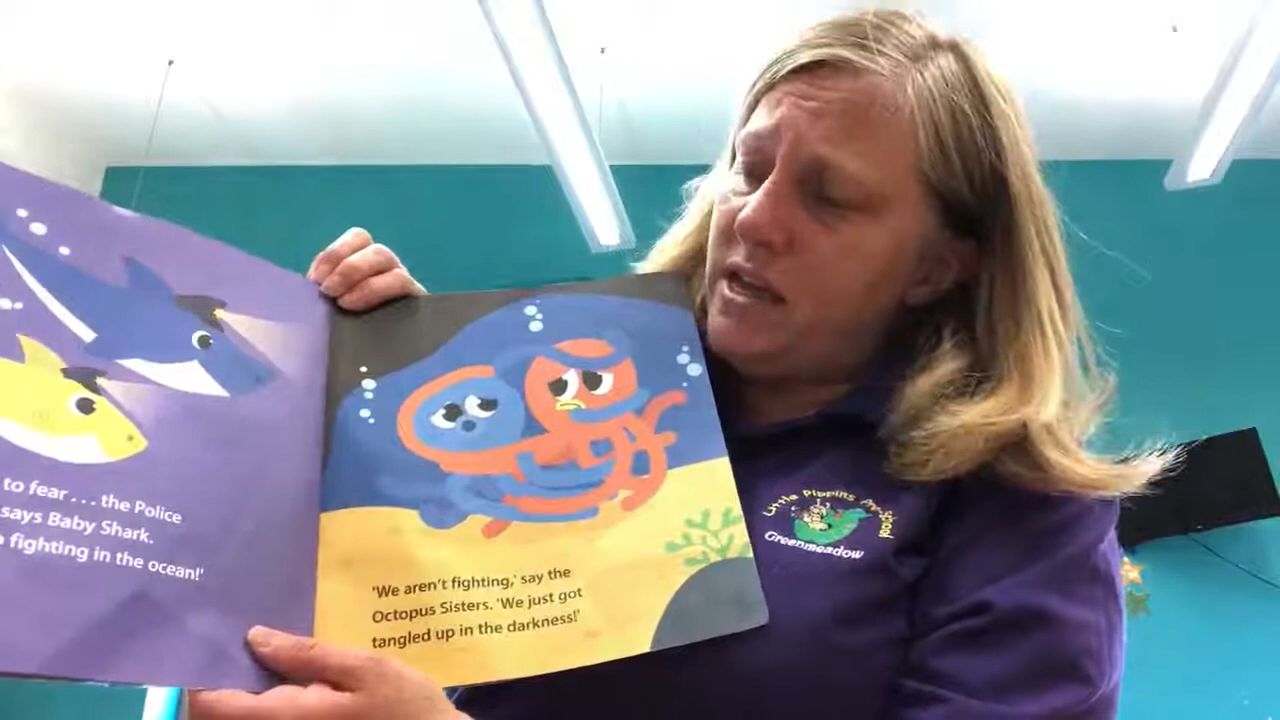 to fear . . . the Police
says Baby Shark.
fighting in the ocean!'
'We aren't fighting,' say the
Octopus Sisters. 'We just got
tangled up in the darkness!'
Little Pippins Pre-School
Greenmeadow